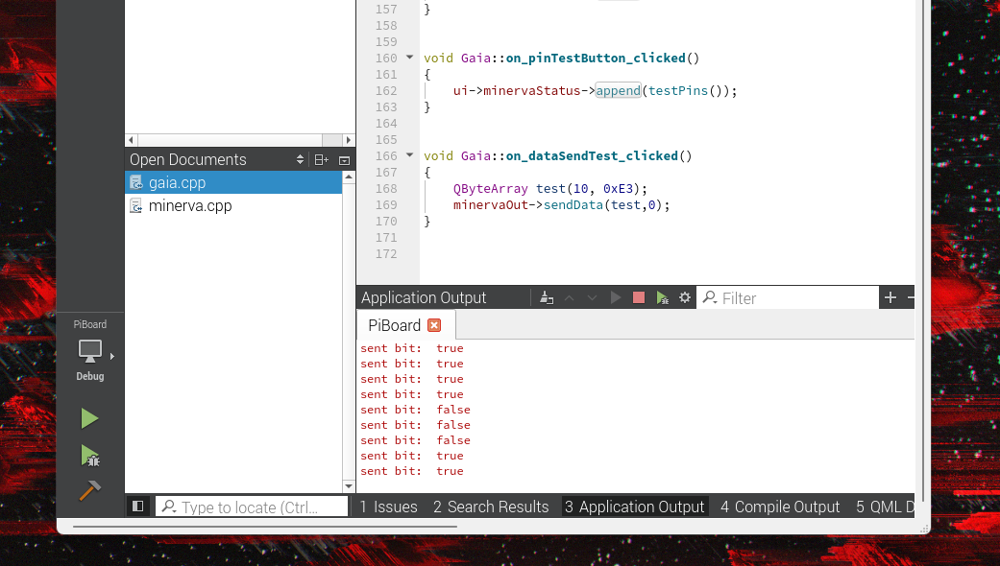 157 }
158
159
160 void Gaia::on_pinTestButton_clicked()
161 {
162 ui->minervaStatus->append(testPins());
163 }
164
165
166 void Gaia::on_dataSendTest_clicked()
167 {
168 QByteArray test(10, 0xE3);
169 minervaOut->sendData(test,0);
170 }
171
172
Open Documents
gaia.cpp
minerva.cpp
PiBoard
Debug
Application Output
Filter
PiBoard
sent bit: true
sent bit: true
sent bit: true
sent bit: true
sent bit: false
sent bit: false
sent bit: false
sent bit: true
sent bit: true
Type to locate (Ctrl...
1 Issues 2 Search Results 3 Application Output 4 Compile Output 5 QML D